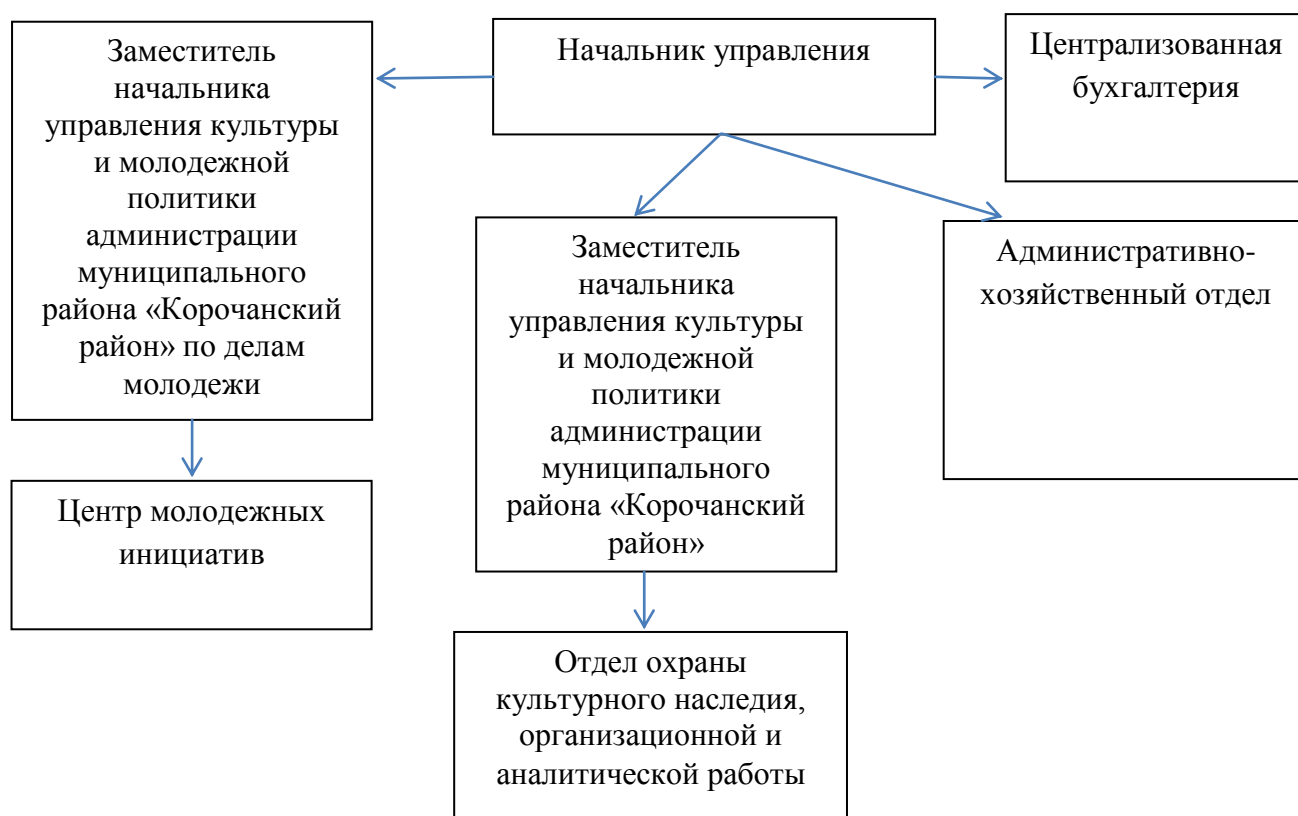 Заместитель
начальника
управления культуры
и молодежной
политики
администрации
муниципального
района «Корочанский
район» по делам
молодежи
Начальник управления
Централизованная
бухгалтерия
Заместитель
начальника
управления культуры
и молодежной
политики
администрации
муниципального
района «Корочанский
район»
Административно-
хозяйственный отдел
Центр молодежных
инициатив
Отдел охраны
культурного наследия,
организационной и
аналитической работы